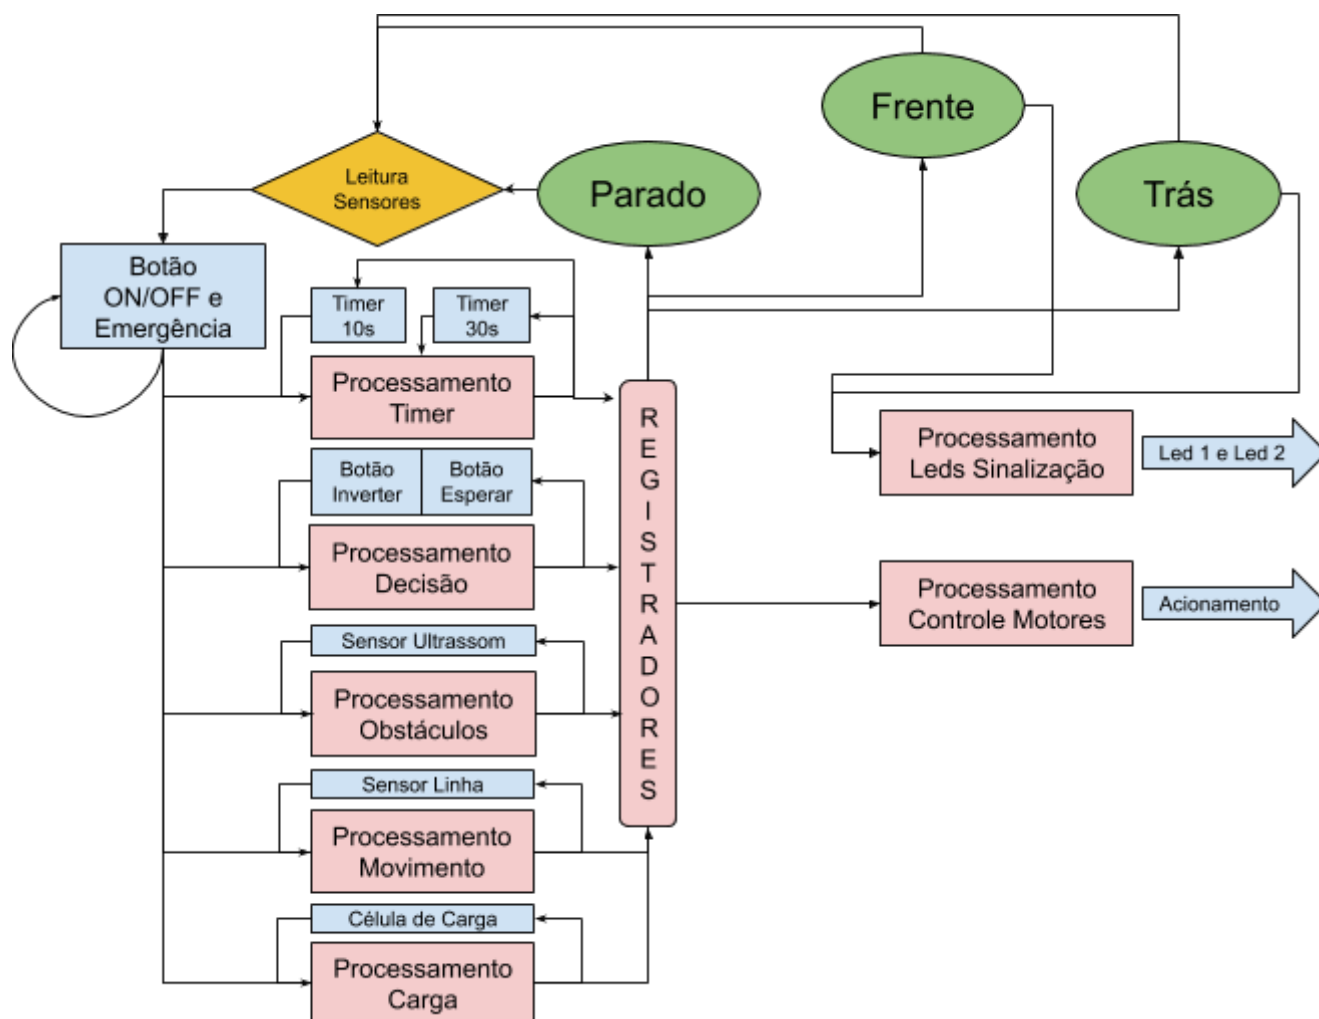 Frente
Leitura
Sensores
Parado
Trás
Botão
ON/OFF e
Emergência
Timer
10s
Timer
30s
Processamento
Timer
Botão
Inverter
Botão
Esperar
Processamento
Decisão
Sensor Ultrassom
Processamento
Obstáculos
Sensor Linha
Processamento
Movimento
Célula de Carga
Processamento
Carga
R
E
G
I
S
T
R
A
D
O
R
E
S
Processamento
Leds Sinalização
Led 1 e Led 2
Processamento
Controle Motores
Acionamento